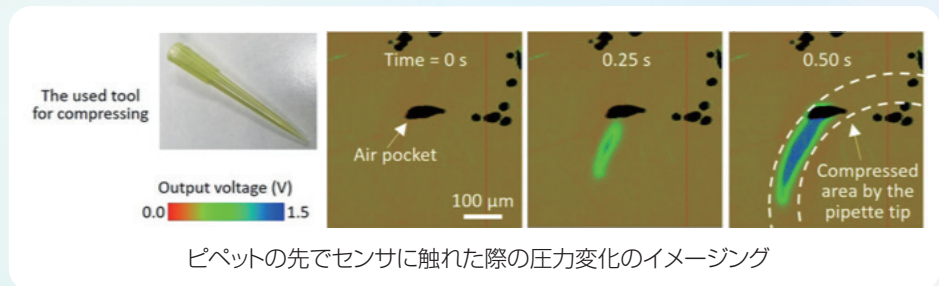 The used tool
for compressing
Output voltage (V)
0.0
1.5
Time = 0 s
Air pocket
100 µm
0.25 s
0.50 s
Compressed
area by the
pipette tip
ピペットの先でセンサに触れた際の圧力変化のイメージング